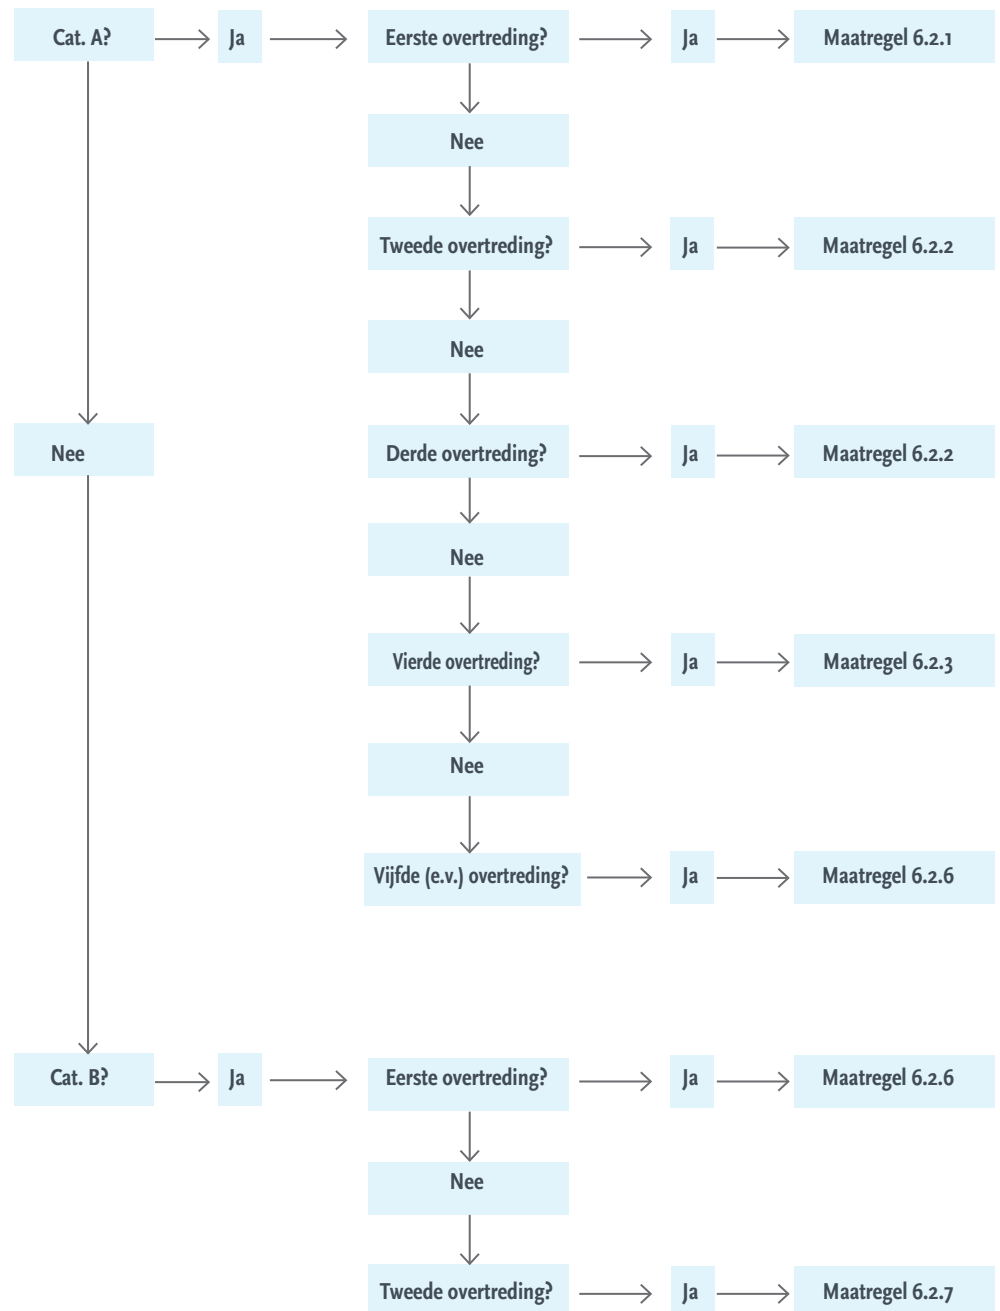 Cat. A?
Ja
Eerste overtreding?
Ja
Maatregel 6.2.1
Nee
Tweede overtreding?
Ja
Maatregel 6.2.2
Nee
Nee
Derde overtreding?
Ja
Maatregel 6.2.2
Nee
Vierde overtreding?
Ja
Maatregel 6.2.3
Nee
Vijfde (e.v.) overtreding?
Ja
Maatregel 6.2.6
Cat. B?
Ja
Eerste overtreding?
Ja
Maatregel 6.2.6
Nee
Tweede overtreding?
Ja
Maatregel 6.2.7